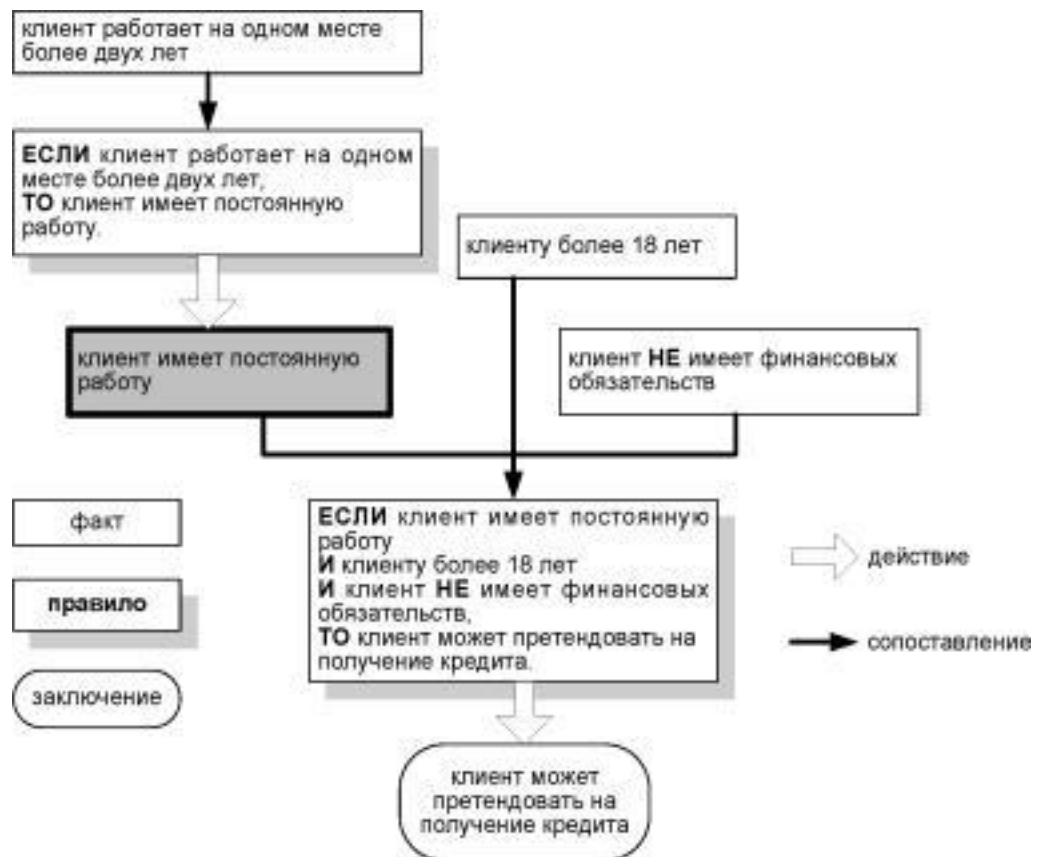 клиент работает на одном месте
более двух лет
ЕСЛИ клиент работает на одном
месте более двух лет,
ТО клиент имеет постоянную
работу.
клиенту более 18 лет
клиент имеет постоянную
работу
клиент НЕ имеет финансовых
обязательств
ЕСЛИ клиент имеет постоянную
работу
И клиенту более 18 лет
И клиент НЕ имеет финансовых
обязательств,
ТО клиент может претендовать на
получение кредита.
факт
правило
заключение
действие
сопоставление
клиент может
претендовать на
получение кредита